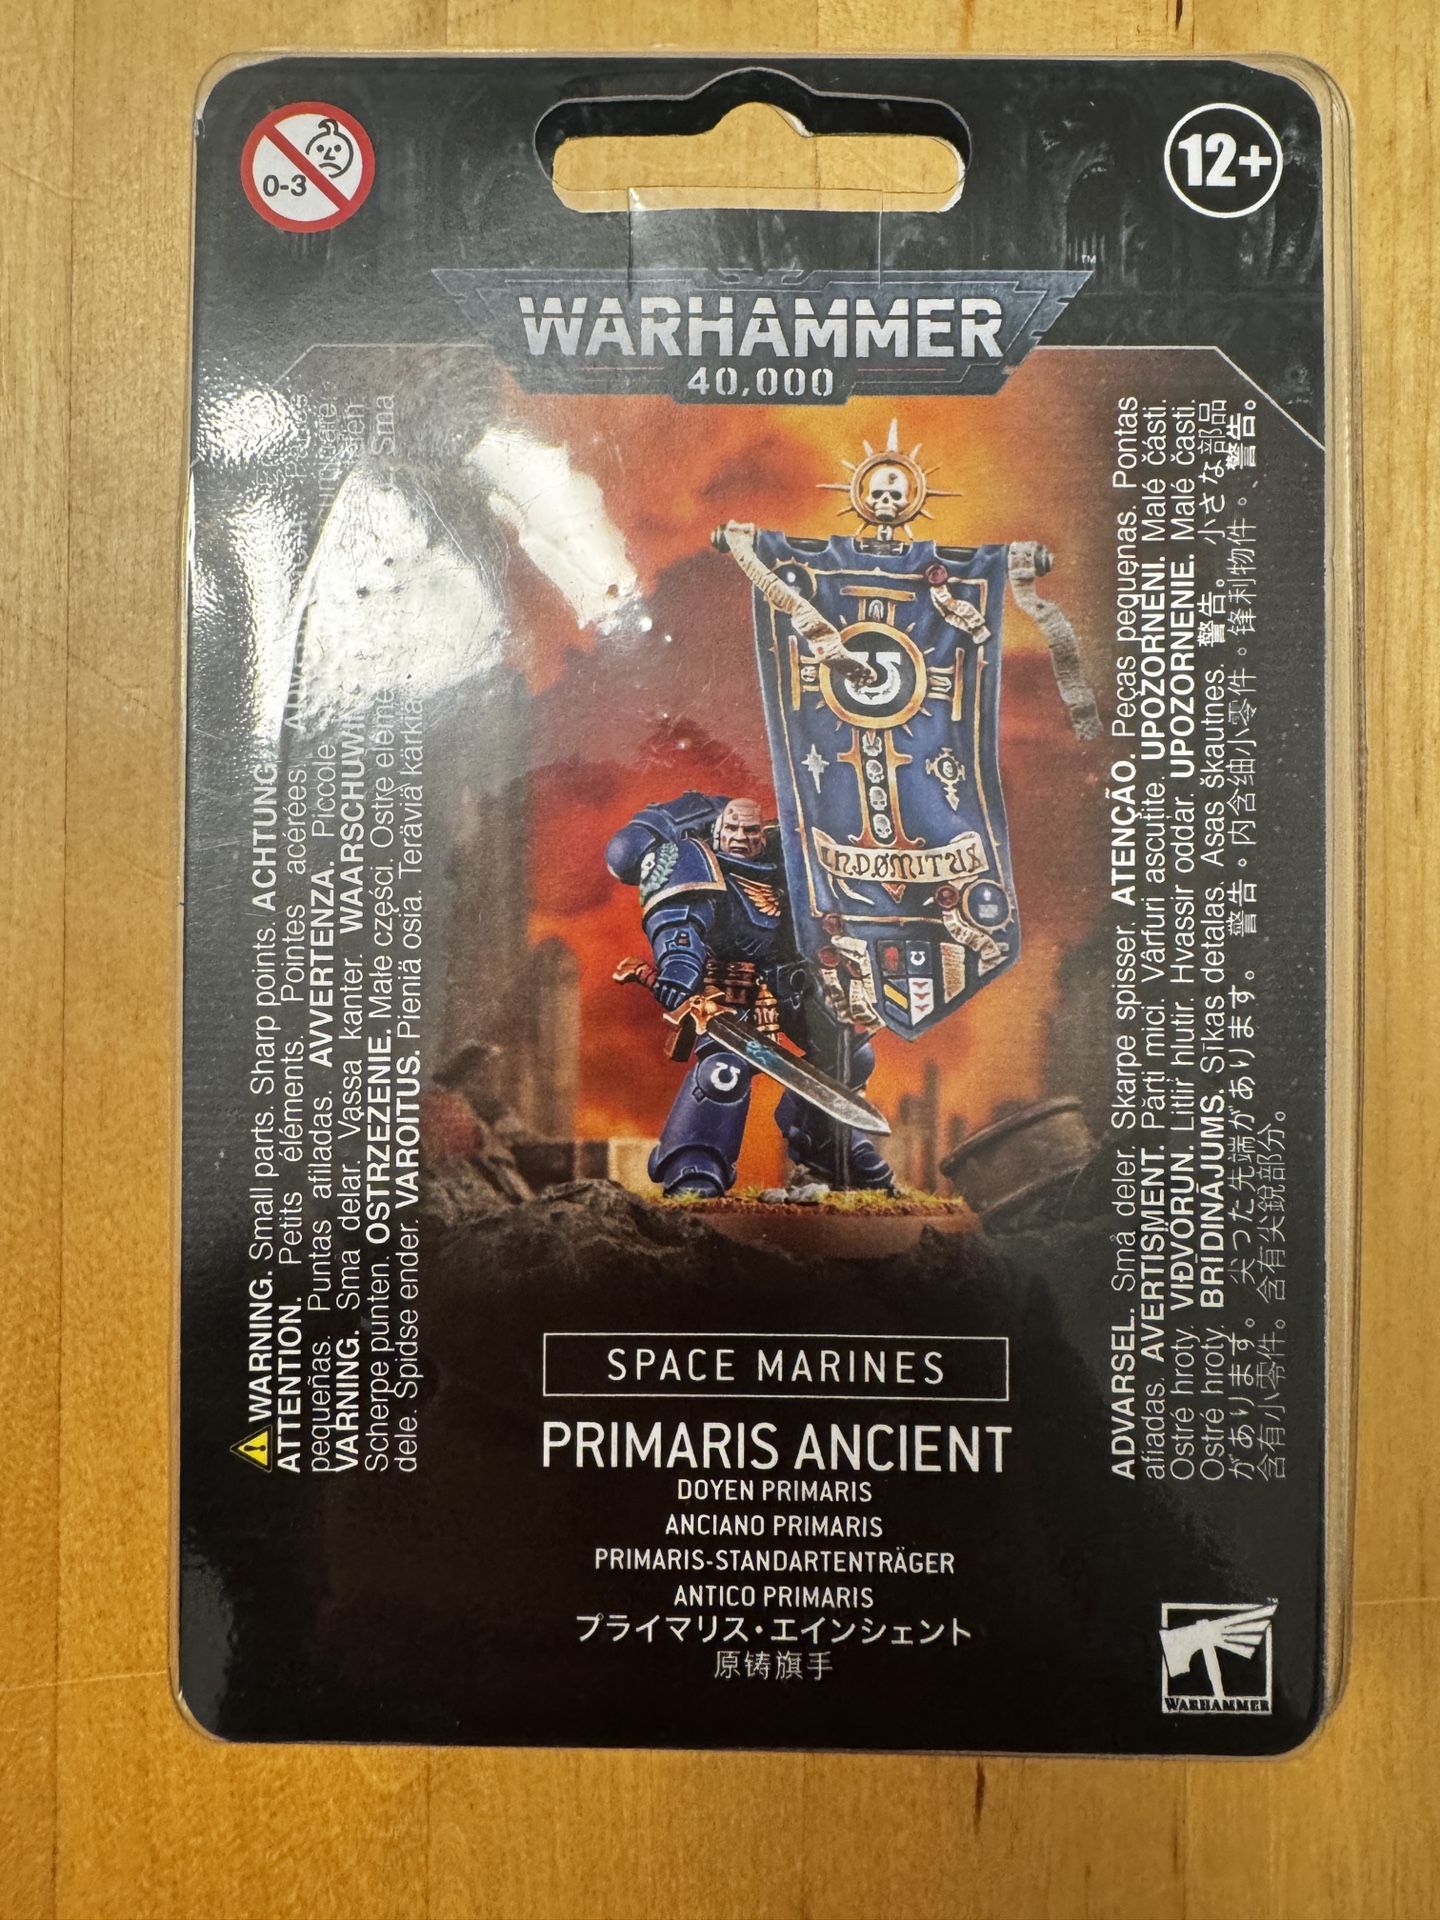 0-3
12+
WARHAMMER
40,000
™
INDOMITUS
WARNING. Small parts. Sharp points. ACHTUNG.
ATTENTION. Petits éléments. Pointes acérées
pequeñas. Puntas afiladas. AVVERTENZA. Piccole
VARNING. Små delar. Vassa kanter.
Scherpe punten. OSTRZEŻENIE. Małe części. Ostre
dele. Spidse ender. VAROITUS. Pieniä osia. Teräviä
ADVARSEL. Små deler. Skarpe spisser. ATENÇÃO. Peças pequenas. Pontas
afiadas. AVERTISMENT. Părți mici. Vârfuri ascuțite. UPOZORNĚNÍ. Malé části.
Ostré hroty. VIÐVÖRUN. Litlir hlutir. Hvassir oddar. UPOZORNENIE. Malé časti.
Ostré hroty. BRĪDINĀJUMS. Sīkas detaļas. Asas šķautnes. 警告。小さな部品
があります。尖った先端があります。警告。内含细小零件。锋利物件。警告。
含有小零件。含有尖銳部分。
SPACE MARINES
PRIMARIS ANCIENT
DOYEN PRIMARIS
ANCIANO PRIMARIS
PRIMARIS-STANDARTENTRÄGER
ANTICO PRIMARIS
プライマリス・エインシェント
原铸旗手
WARHAMMER